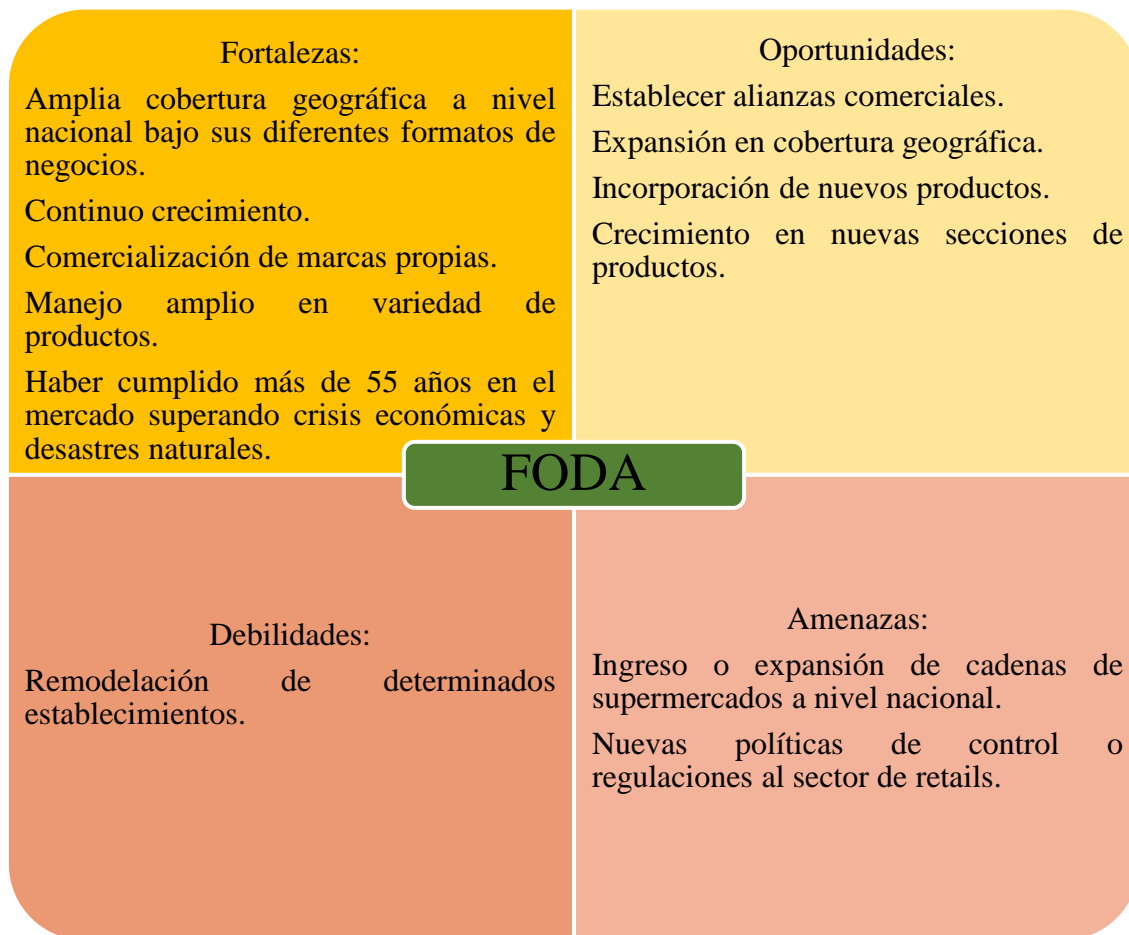 Fortalezas:
Amplia cobertura geográfica a nivel
nacional bajo sus diferentes formatos de
negocios.
Continuo crecimiento.
Comercialización de marcas propias.
Manejo amplio en variedad de
productos.
Haber cumplido más de 55 años en el
mercado superando crisis económicas y
desastres naturales.
Oportunidades:
Establecer alianzas comerciales.
Expansión en cobertura geográfica.
Incorporación de nuevos productos.
Crecimiento en nuevas secciones de
productos.
FODA
Debilidades:
Remodelación de determinados
establecimientos.
Amenazas:
Ingreso o expansión de cadenas de
supermercados a nivel nacional.
Nuevas políticas de control o
regulaciones al sector de retails.